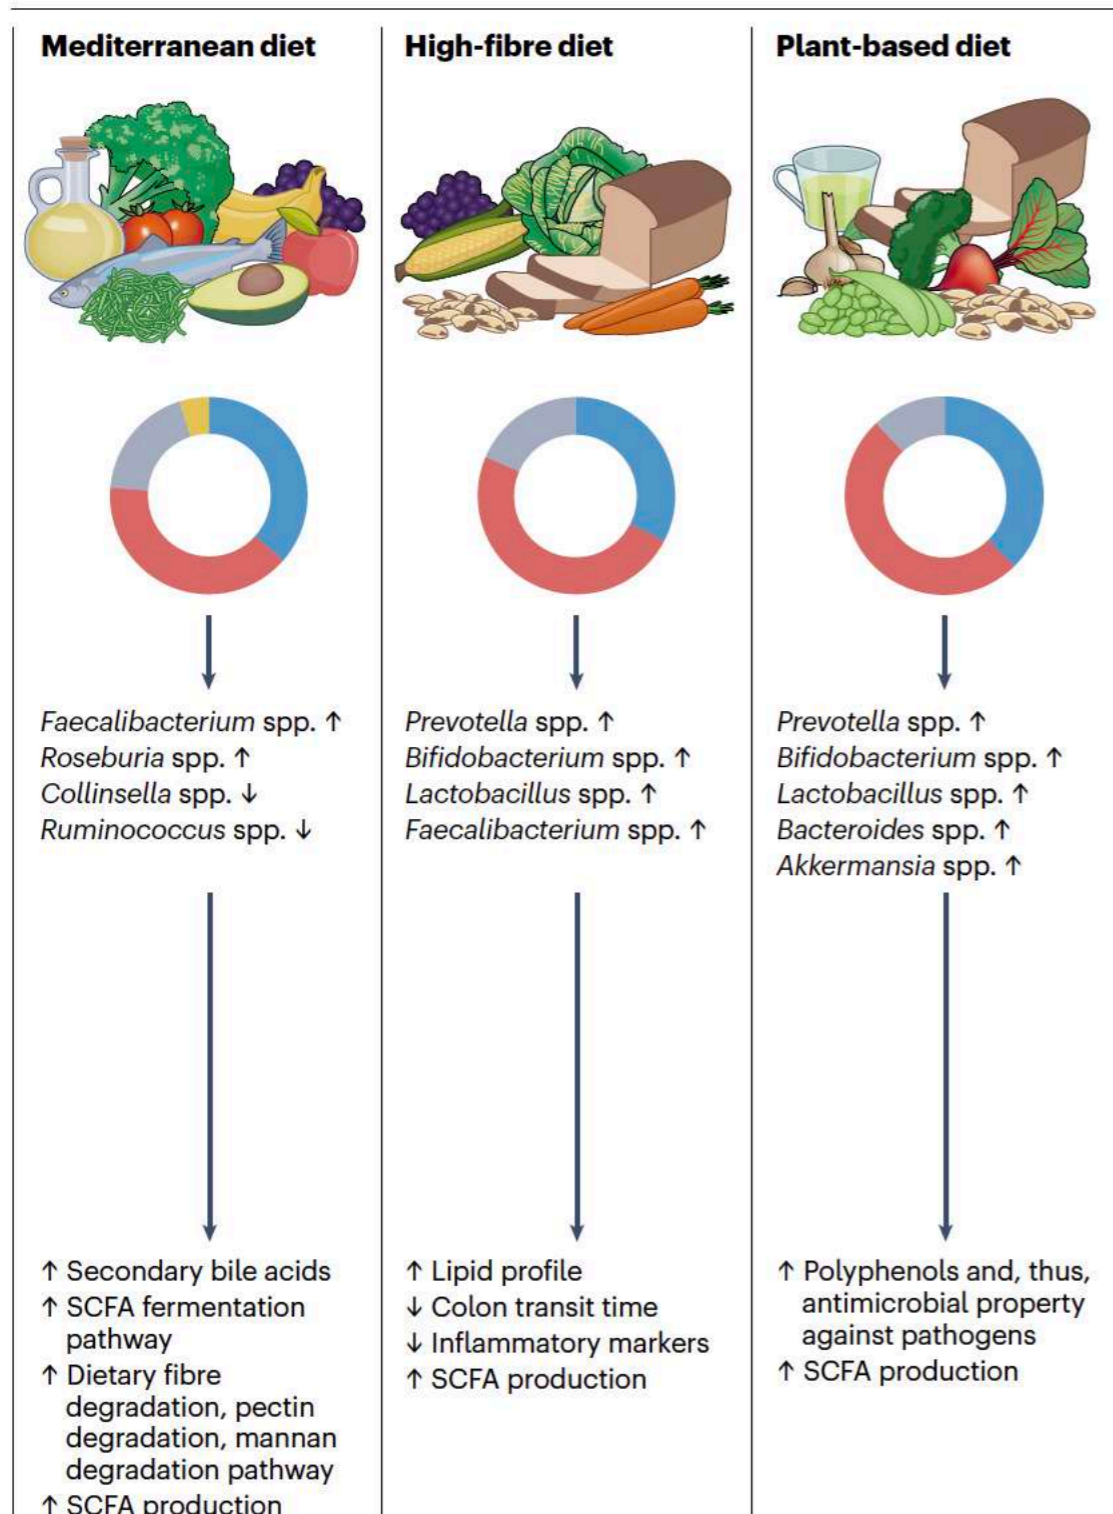 Mediterranean diet
Faecalibacterium spp. ↑
Roseburia spp. ↑
Collinsella spp. ↓
Ruminococcus spp. ↓
↑ Secondary bile acids
↑ SCFA fermentation
pathway
↑ Dietary fibre
degradation, pectin
degradation, mannan
degradation pathway
↑ SCFA production
High-fibre diet
Prevotella spp. ↑
Bifidobacterium spp. ↑
Lactobacillus spp. ↑
Faecalibacterium spp. ↑
↑ Lipid profile
↓ Colon transit time
↓ Inflammatory markers
↑ SCFA production
Plant-based diet
Prevotella spp. ↑
Bifidobacterium spp. ↑
Lactobacillus spp. ↑
Bacteroides spp. ↑
Akkermansia spp. ↑
↑ Polyphenols and, thus,
antimicrobial property
against pathogens
↑ SCFA production